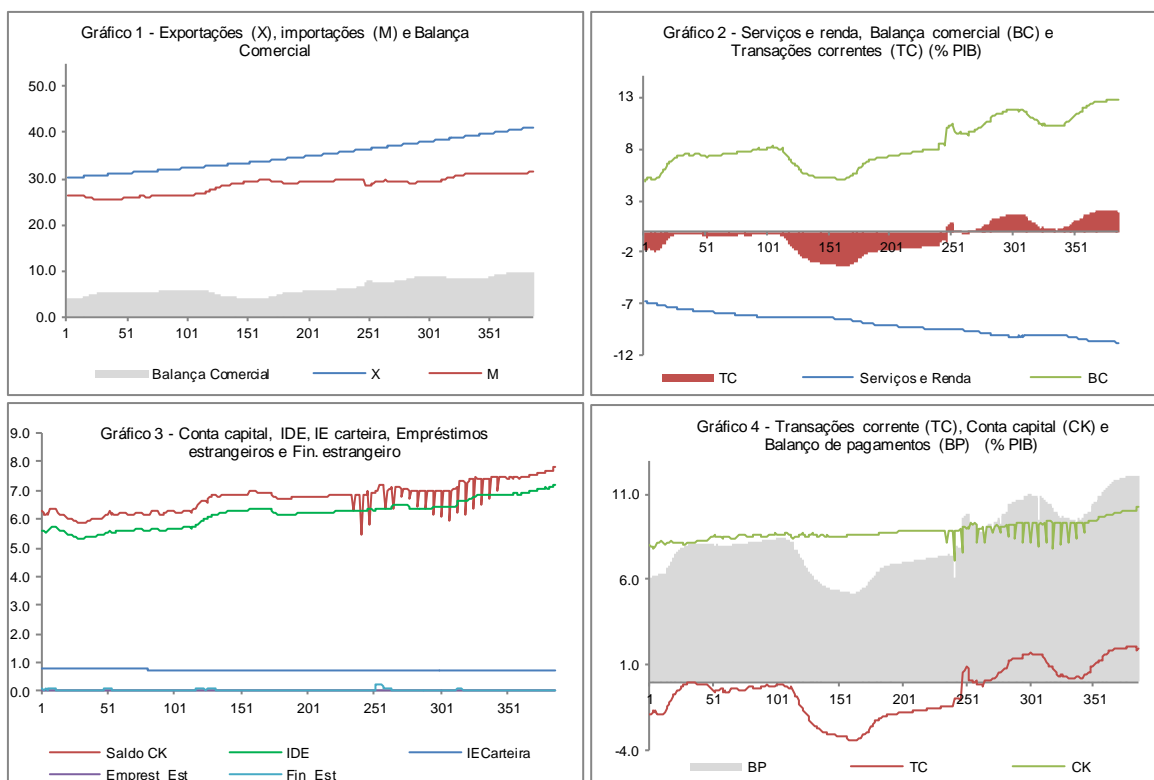 Gráfico 1 - Exportações (X), importações (M) e Balança
Comercial
50.0
40.0
30.0
20.0
10.0
0.0
1 51 101 151 201 251 301 351
Balança Comercial X M
Gráfico 2 - Serviços e renda, Balança comercial (BC) e
Transações correntes (TC) (% PIB)
13
8
3
-2
-7
-12
1 51 101 151 201 251 301 351
TC Serviços e Renda BC
Gráfico 3 - Conta capital, IDE, IE carteira, Empréstimos
estrangeiros e Fin. estrangeiro
9.0
8.0
7.0
6.0
5.0
4.0
3.0
2.0
1.0
0.0
1 51 101 151 201 251 301 351
Saldo CK IDE IECarteira
Emprest_Est Fin_Est
Gráfico 4 - Transações corrente (TC), Conta capital (CK) e
Balanço de pagamentos (BP) (% PIB)
11.0
6.0
1.0
-4.0
1 51 101 151 201 251 301 351
BP TC CK